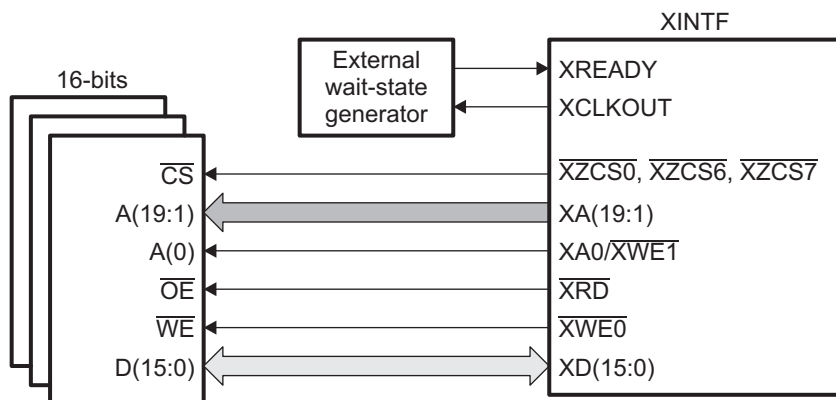 XINTF
External
wait-state
generator
XREADY
XCLKOUT
16-bits
CS
XZCS0, XZCS6, XZCS7
A(19:1)
XA(19:1)
A(0)
XA0/XWE1
OE
XRD
WE
XWE0
D(15:0)
XD(15:0)